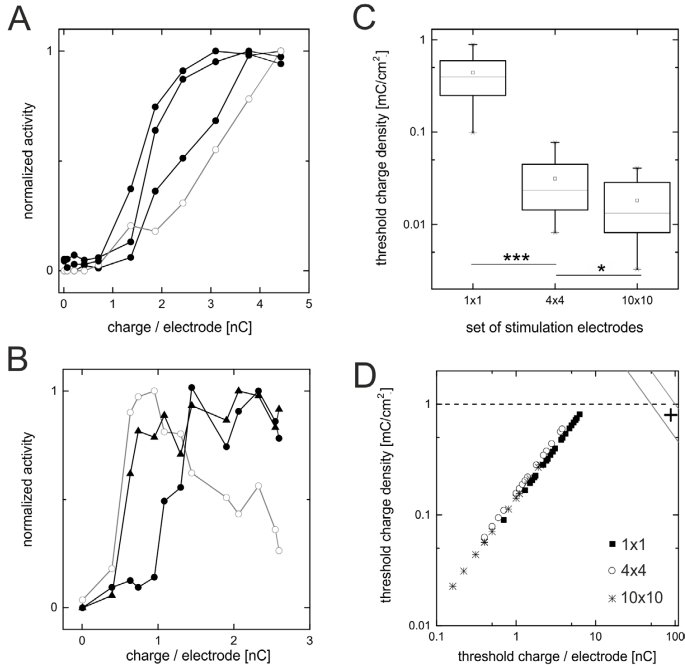 A
1
normalized activity
0
0 1 2 3 4 5
charge / electrode [nC]
B
1
normalized activity
0
0 1 2 3
charge / electrode [nC]
C
1
0.1
0.01
threshold charge density [mC/cm²]
***
*
1x1 4x4 10x10
set of stimulation electrodes
D
1
0.1
0.01
threshold charge density [mC/cm²]
1x1
4x4
10x10
0.1 1 10 100
threshold charge / electrode [nC]